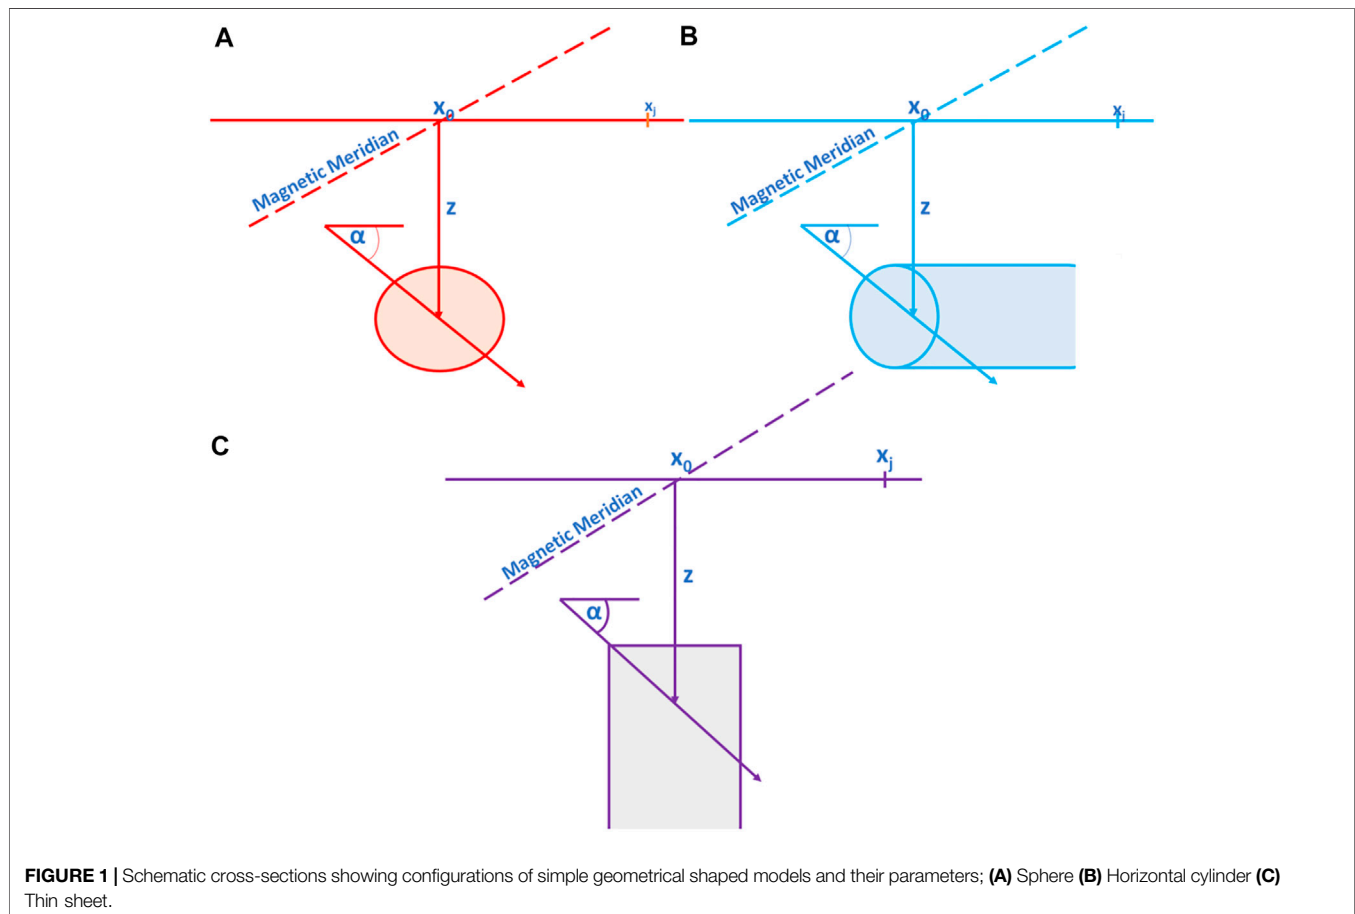 A
x₀
xⱼ
Magnetic Meridian
z
α
B
x₀
xⱼ
Magnetic Meridian
z
α
C
x₀
xⱼ
Magnetic Meridian
z
α
FIGURE 1 | Schematic cross-sections showing configurations of simple geometrical shaped models and their parameters; (A) Sphere (B) Horizontal cylinder (C)
Thin sheet.